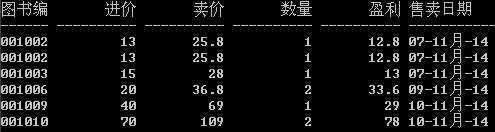 图书编 进价 卖价 数量 盈利 售卖日期
001002 13 25.8 1 12.8 07-11月-14
001002 13 25.8 1 12.8 07-11月-14
001003 15 28 1 13 07-11月-14
001006 20 36.8 2 33.6 09-11月-14
001009 40 69 1 29 10-11月-14
001010 70 109 2 78 10-11月-14